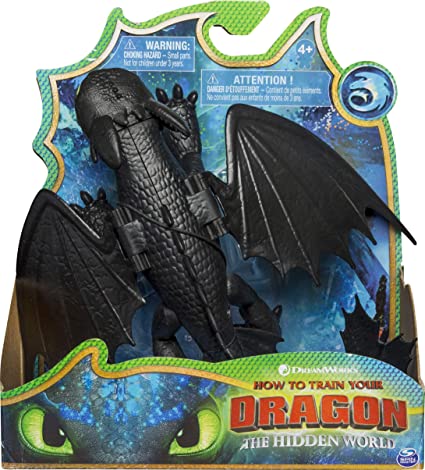 WARNING:
CHOKING HAZARD - Small parts.
Not for children under 3 years.
4+
ATTENTION !
DANGER D'ÉTOUFFEMENT – Contient de petits éléments.
Ne convient pas aux enfants de moins de 3 ans.
DREAMWORKS
HOW TO TRAIN YOUR
DRAGON
THE HIDDEN WORLD
SPIN MASTER